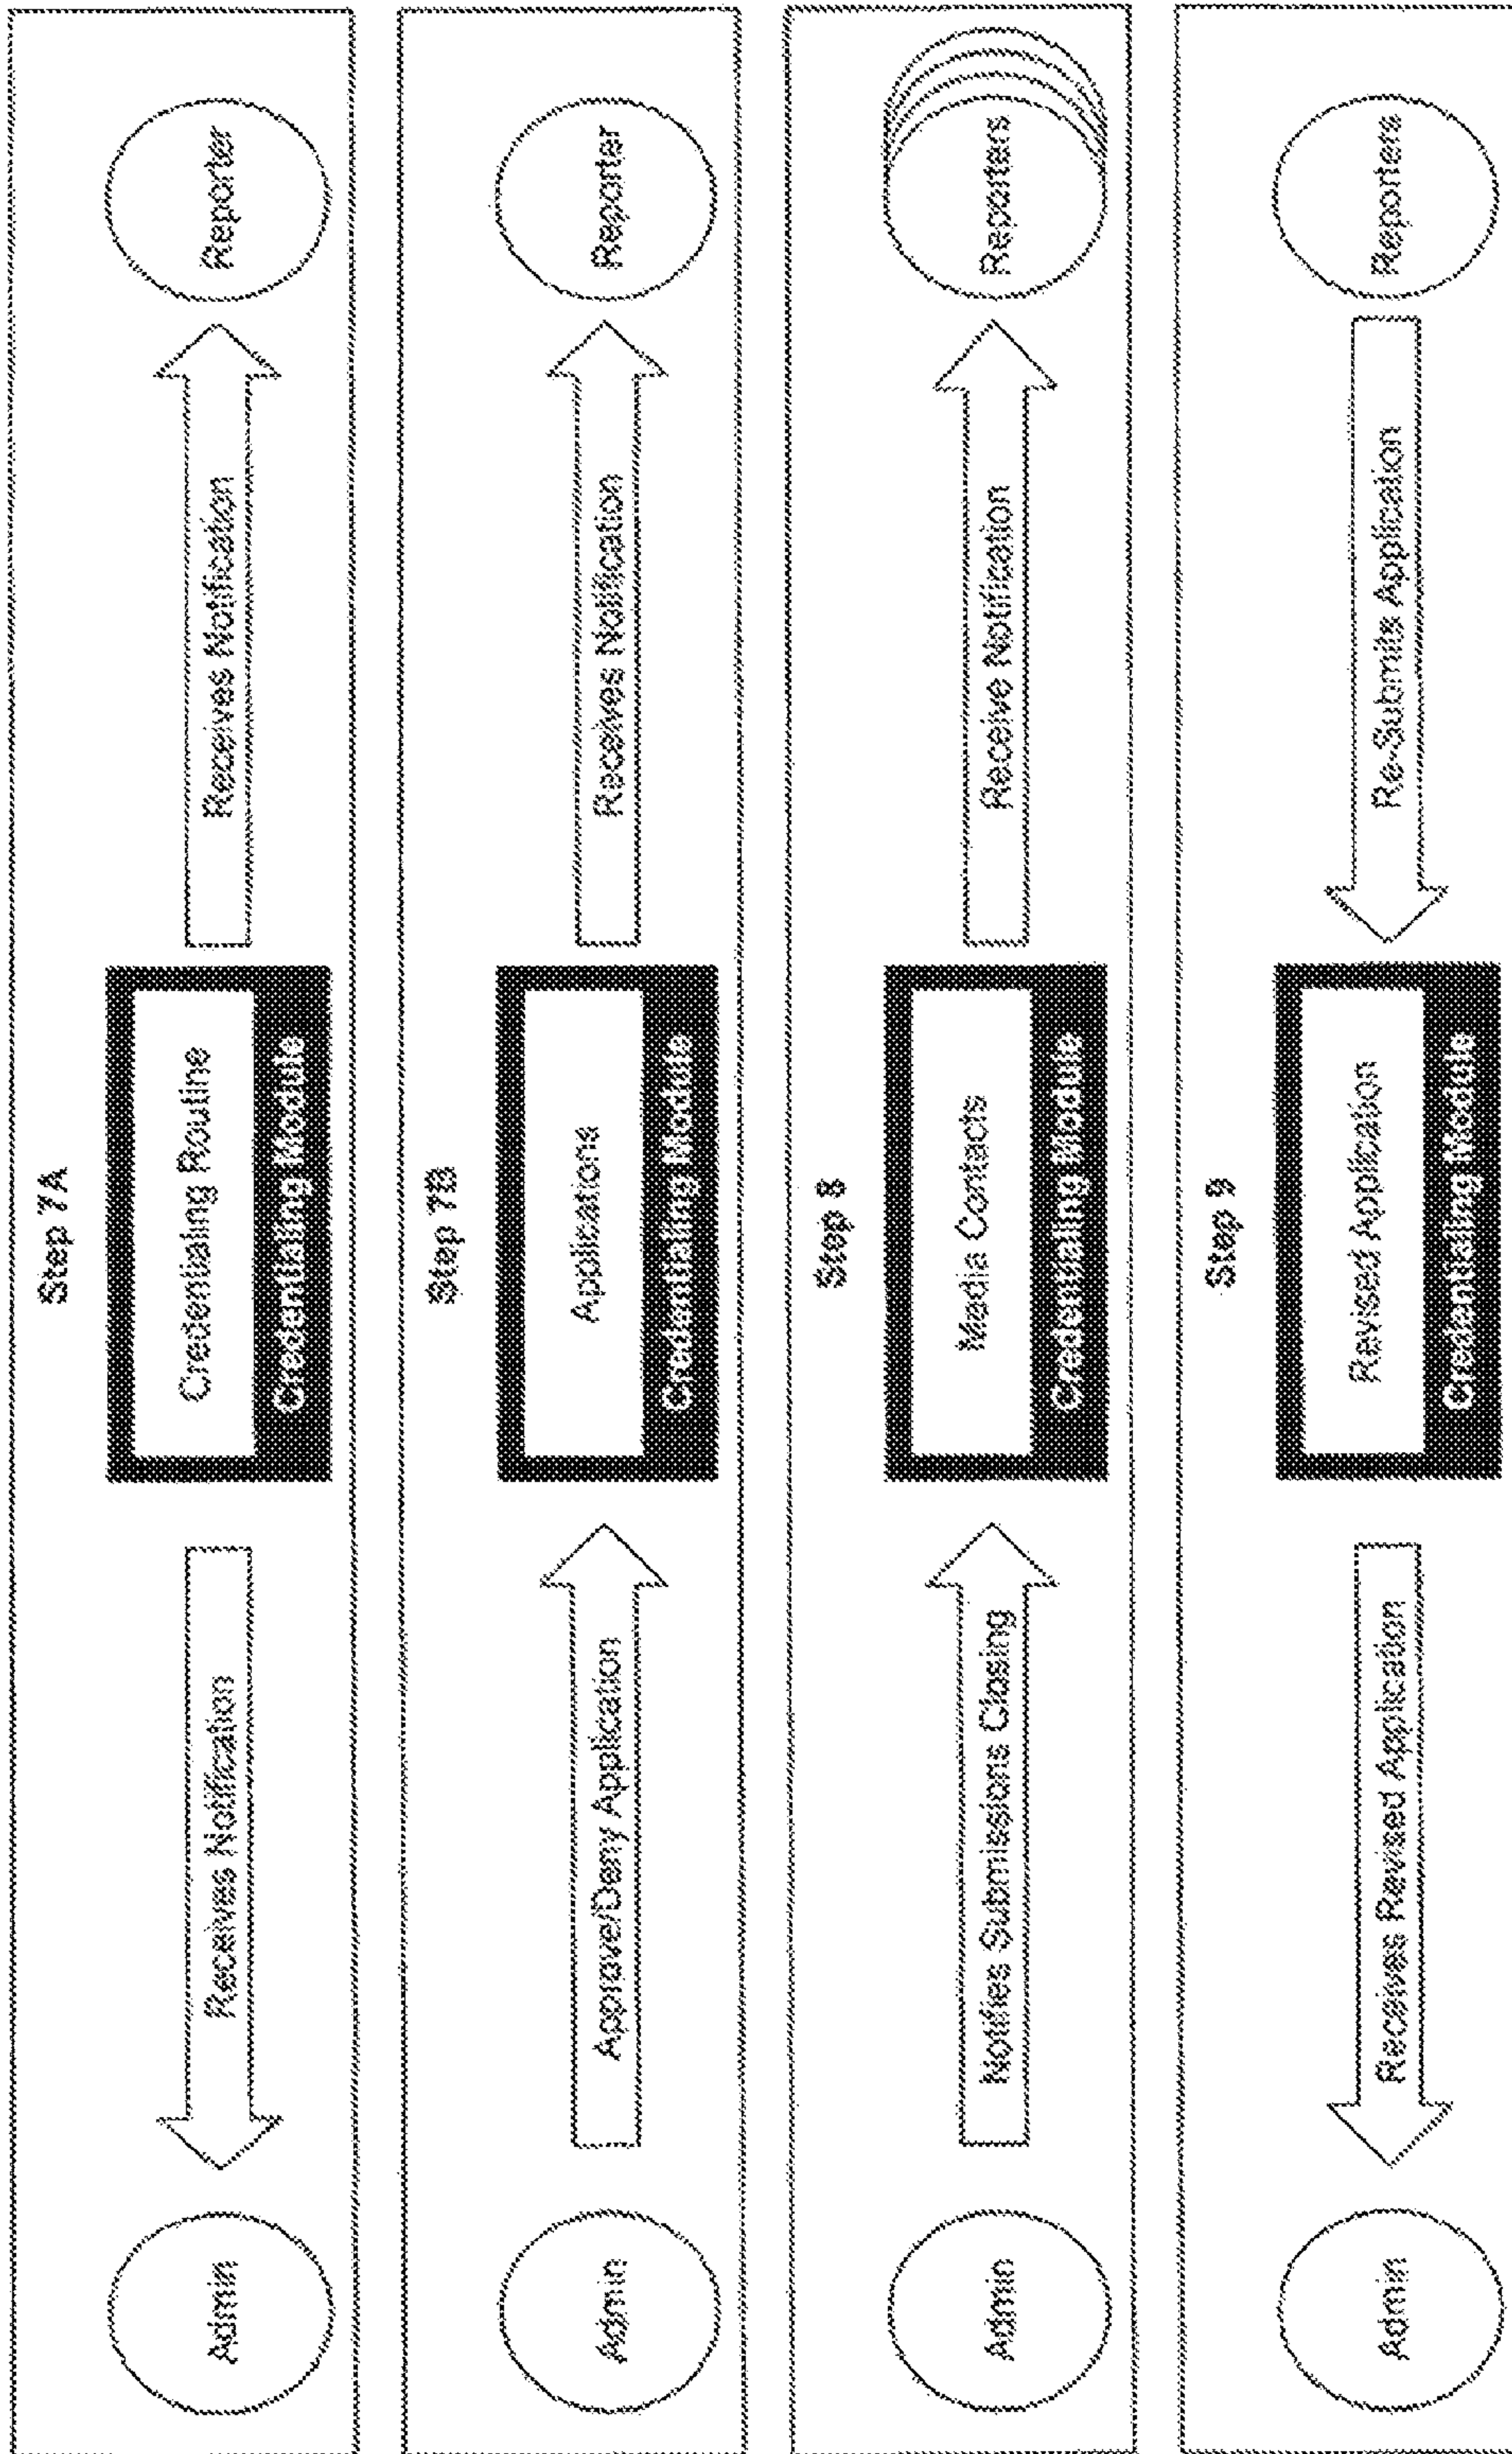 Step 7A
Admin
Receives Notification
Credentialing Routine
Credentialing Module
Receives Notification
Reporter
Step 7B
Admin
Approve/Deny Application
Applications
Credentialing Module
Receives Notification
Reporter
Step 8
Admin
Notifies Submissions Closing
Media Contacts
Credentialing Module
Receive Notification
Reporters
Step 9
Admin
Receives Revised Application
Revised Application
Credentialing Module
Re-Submits Application
Reporters